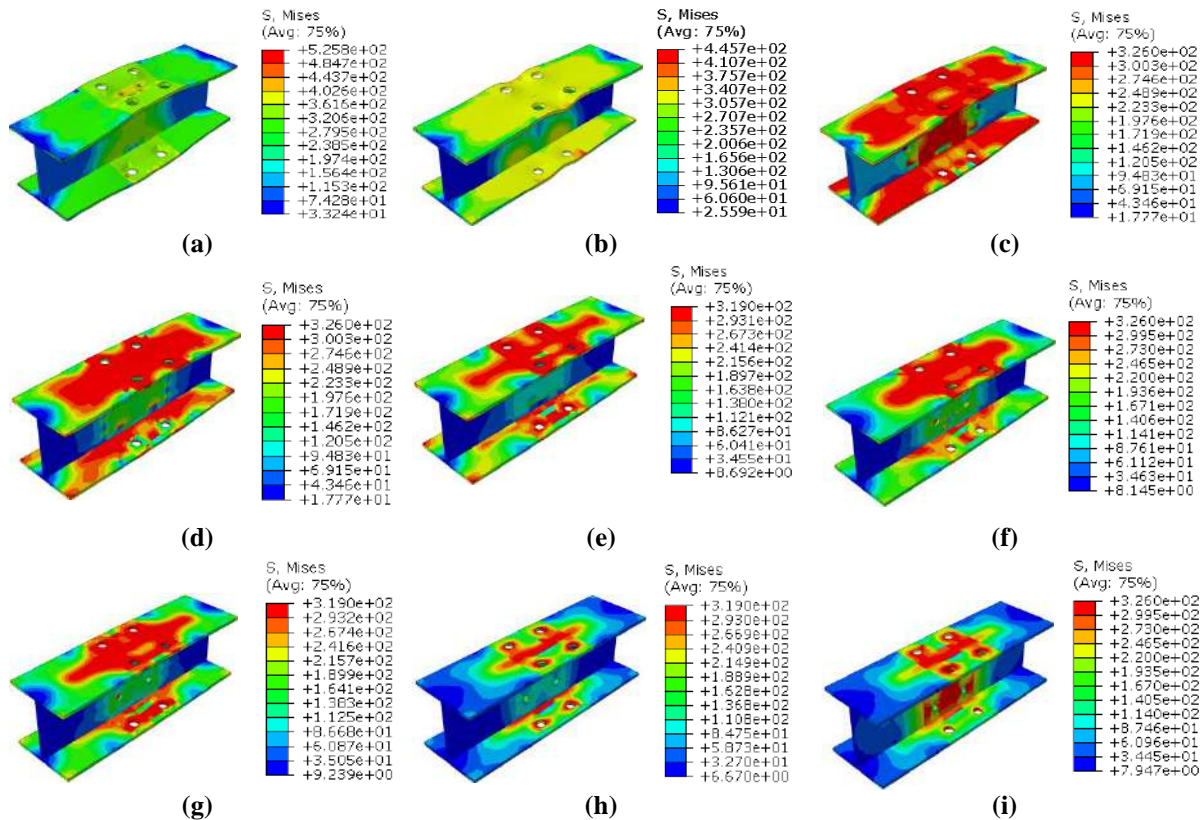 S, Mises
(Avg: 75%)
+5.258e+02
+4.847e+02
+4.437e+02
+4.026e+02
+3.616e+02
+3.206e+02
+2.795e+02
+2.385e+02
+1.974e+02
+1.564e+02
+1.153e+02
+7.428e+01
+3.324e+01
(a)
S, Mises
(Avg: 75%)
+4.457e+02
+4.107e+02
+3.757e+02
+3.407e+02
+3.057e+02
+2.707e+02
+2.357e+02
+2.006e+02
+1.656e+02
+1.306e+02
+9.561e+01
+6.060e+01
+2.559e+01
(b)
S, Mises
(Avg: 75%)
+3.260e+02
+3.003e+02
+2.746e+02
+2.489e+02
+2.233e+02
+1.976e+02
+1.719e+02
+1.462e+02
+1.205e+02
+9.483e+01
+6.915e+01
+4.346e+01
+1.777e+01
(c)
S, Mises
(Avg: 75%)
+3.260e+02
+3.003e+02
+2.746e+02
+2.489e+02
+2.233e+02
+1.976e+02
+1.719e+02
+1.462e+02
+1.205e+02
+9.483e+01
+6.915e+01
+4.346e+01
+1.777e+01
(d)
S, Mises
(Avg: 75%)
+3.190e+02
+2.931e+02
+2.673e+02
+2.414e+02
+2.156e+02
+1.897e+02
+1.638e+02
+1.380e+02
+1.121e+02
+8.627e+01
+6.041e+01
+3.455e+01
+8.692e+00
(e)
S, Mises
(Avg: 75%)
+3.260e+02
+2.995e+02
+2.730e+02
+2.465e+02
+2.200e+02
+1.936e+02
+1.671e+02
+1.406e+02
+1.141e+02
+8.761e+01
+6.112e+01
+3.463e+01
+8.145e+00
(f)
S, Mises
(Avg: 75%)
+3.190e+02
+2.932e+02
+2.674e+02
+2.416e+02
+2.157e+02
+1.899e+02
+1.641e+02
+1.383e+02
+1.125e+02
+8.668e+01
+6.087e+01
+3.505e+01
+9.239e+00
(g)
S, Mises
(Avg: 75%)
+3.190e+02
+2.930e+02
+2.669e+02
+2.409e+02
+2.149e+02
+1.889e+02
+1.628e+02
+1.368e+02
+1.108e+02
+8.475e+01
+5.873e+01
+3.270e+01
+6.670e+00
(h)
S, Mises
(Avg: 75%)
+3.260e+02
+2.995e+02
+2.730e+02
+2.465e+02
+2.200e+02
+1.935e+02
+1.670e+02
+1.405e+02
+1.140e+02
+8.746e+01
+6.096e+01
+3.445e+01
+7.947e+00
(i)